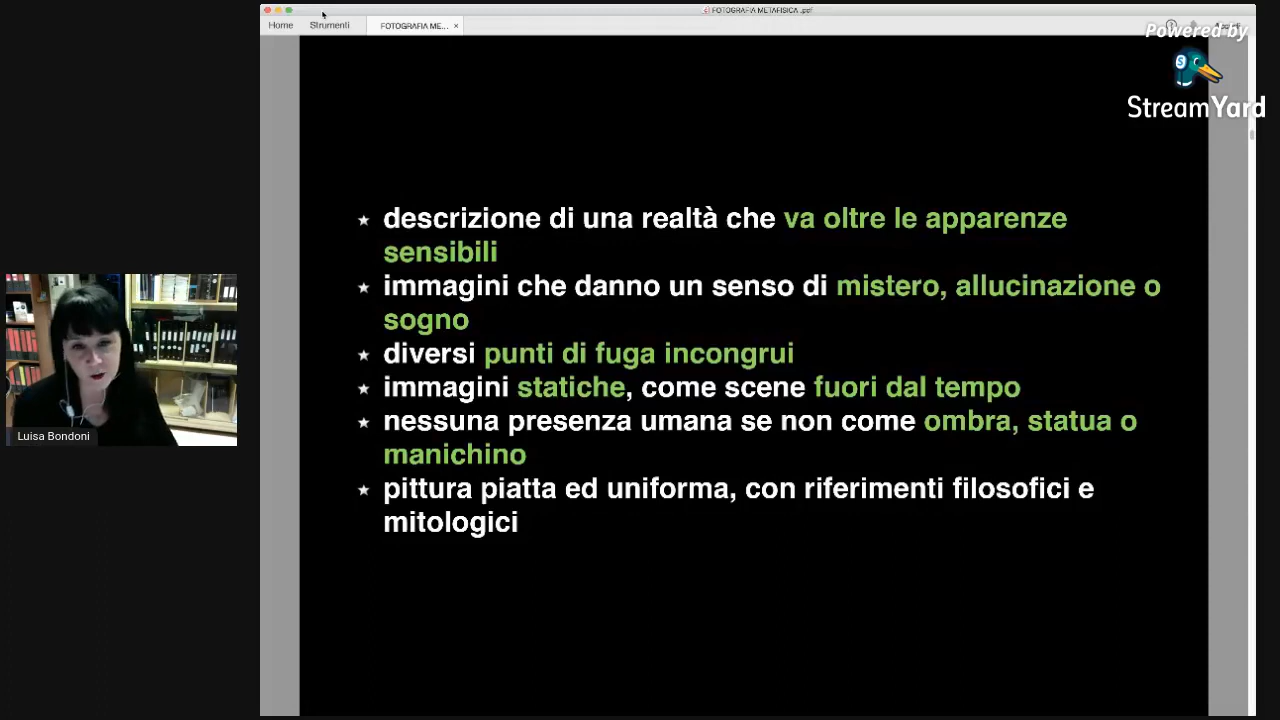 FOTOGRAFIA METAFISICA .pdf
Home Strumenti FOTOGRAFIA ME... ×
Powered by
StreamYard
descrizione di una realtà che va oltre le apparenze
sensibili
immagini che danno un senso di mistero, allucinazione o
sogno
diversi punti di fuga incongrui
immagini statiche, come scene fuori dal tempo
nessuna presenza umana se non come ombra, statua o
manichino
pittura piatta ed uniforma, con riferimenti filosofici e
mitologici
Luisa Bondoni